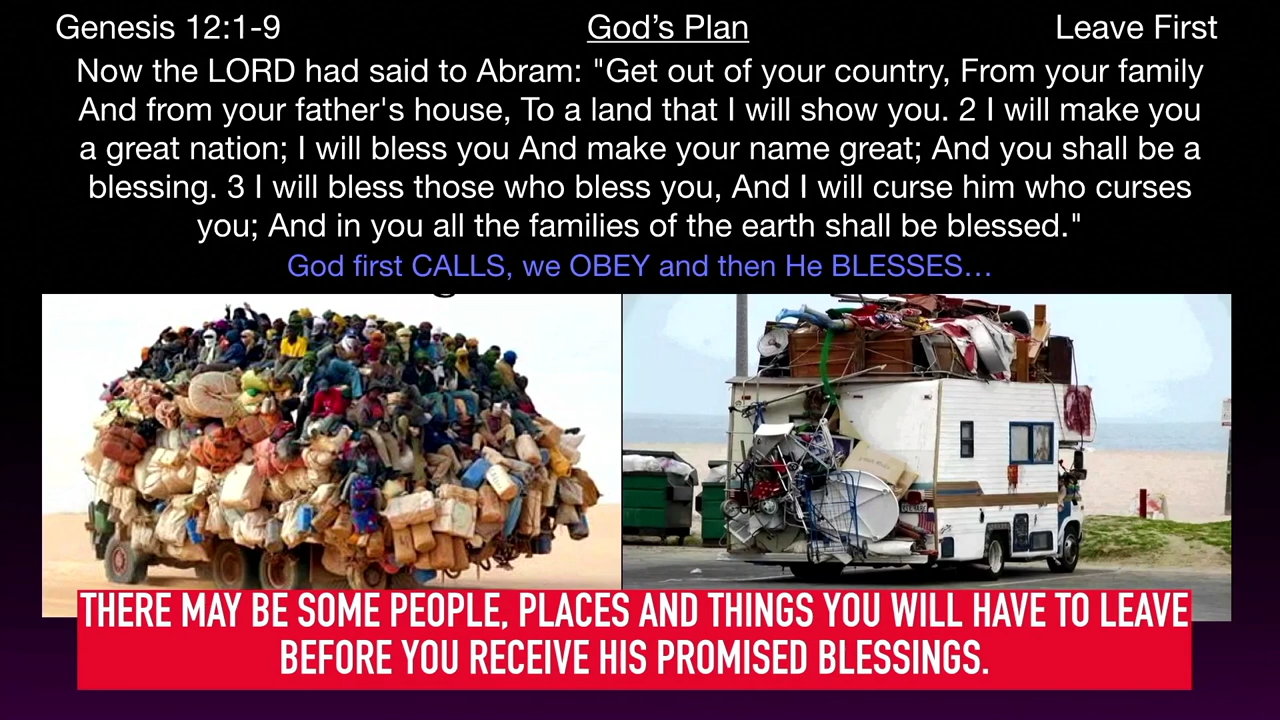 Genesis 12:1-9 God’s Plan Leave First
Now the LORD had said to Abram: "Get out of your country, From your family
And from your father's house, To a land that I will show you. 2 I will make you
a great nation; I will bless you And make your name great; And you shall be a
blessing. 3 I will bless those who bless you, And I will curse him who curses
you; And in you all the families of the earth shall be blessed."
God first CALLS, we OBEY and then He BLESSES…
THERE MAY BE SOME PEOPLE, PLACES AND THINGS YOU WILL HAVE TO LEAVE
BEFORE YOU RECEIVE HIS PROMISED BLESSINGS.